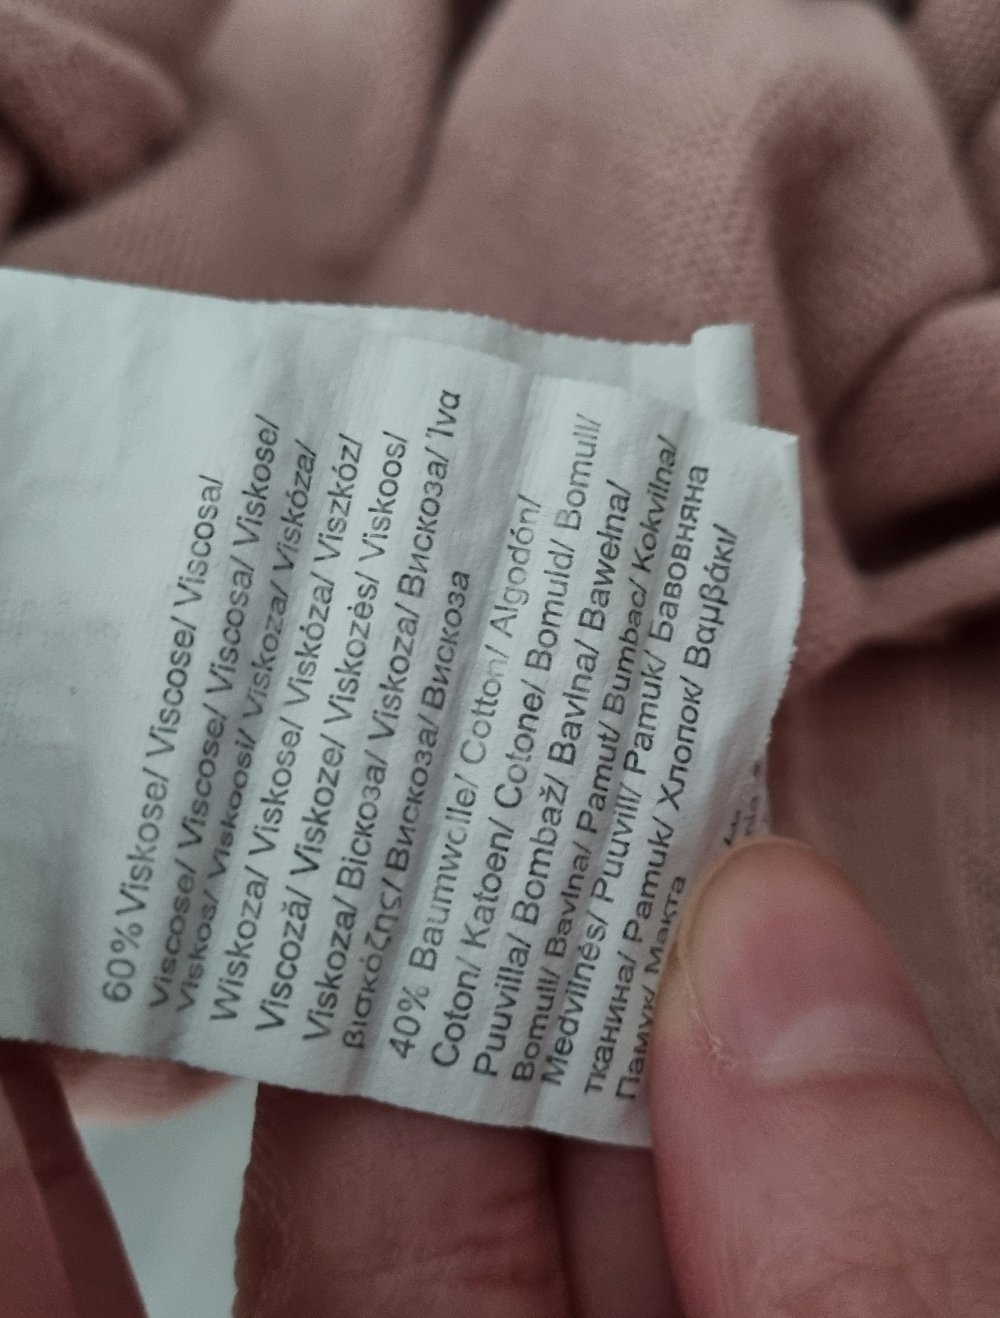 60% Viskose/ Viscose/ Viscosa/
Viscose/ Viscose/ Viscosa/ Viskose/
Viskos/ Viskoosi/ Viskoza/ Viskóza/
Wiskoza/ Viskose/ Viskóza/ Viszkóz/
Viscoză/ Viskoze/ Viskozės/ Viskoos/
Viskoza/ Віскоза/ Viskoza/ Вискоза/ Ίνα
βισκόζης/ Вискоза/ Вискоза
40% Baumwolle/ Cotton/ Algodón/
Coton/ Katoen/ Cotone/ Bomuld/ Bomull/
Puuvilla/ Bombaž/ Bavlna/ Bawełna/
Bomull/ Bavlna/ Pamut/ Bumbac/ Kokvilna/
Medvilnės/ Puuvill/ Pamuk/ Бавовняна
тканина/ Pamuk/ Хлопок/ Βαμβάκι/
Памук/ Макта